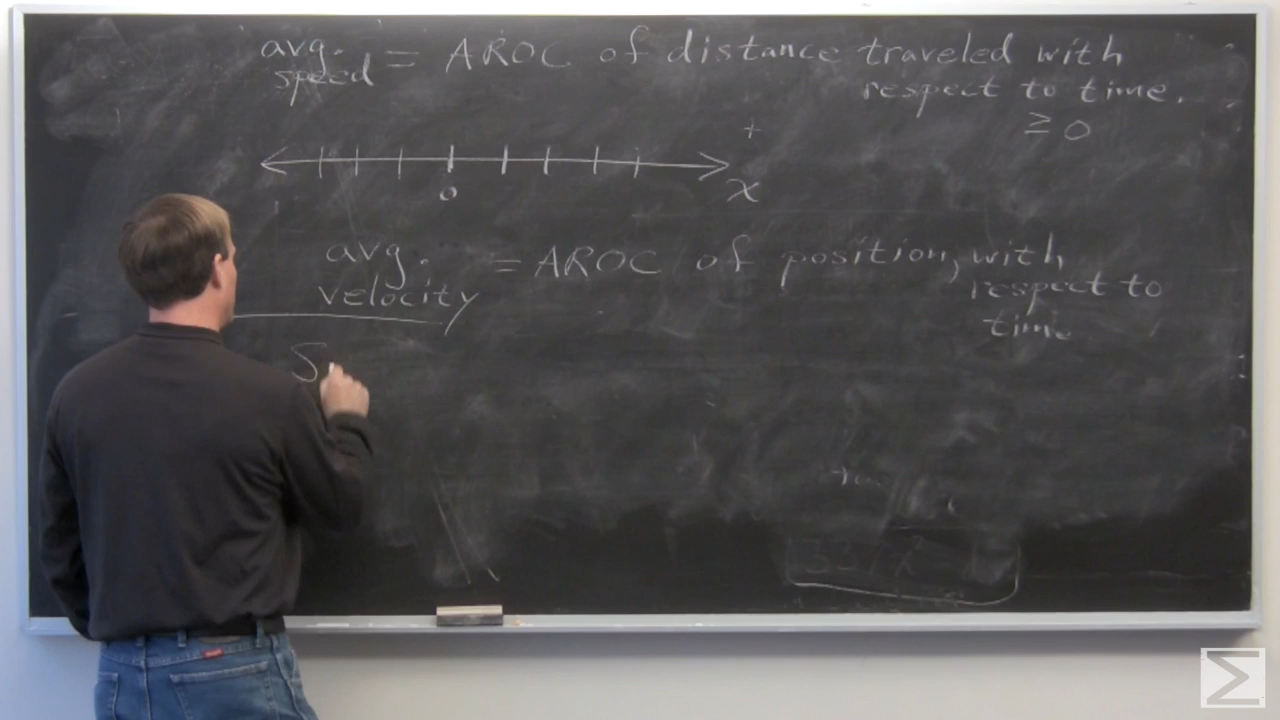 avg. speed = AROC of distance traveled with
respect to time.
≥ 0
+
0
x
avg. velocity = AROC of position, with
respect to
time
S